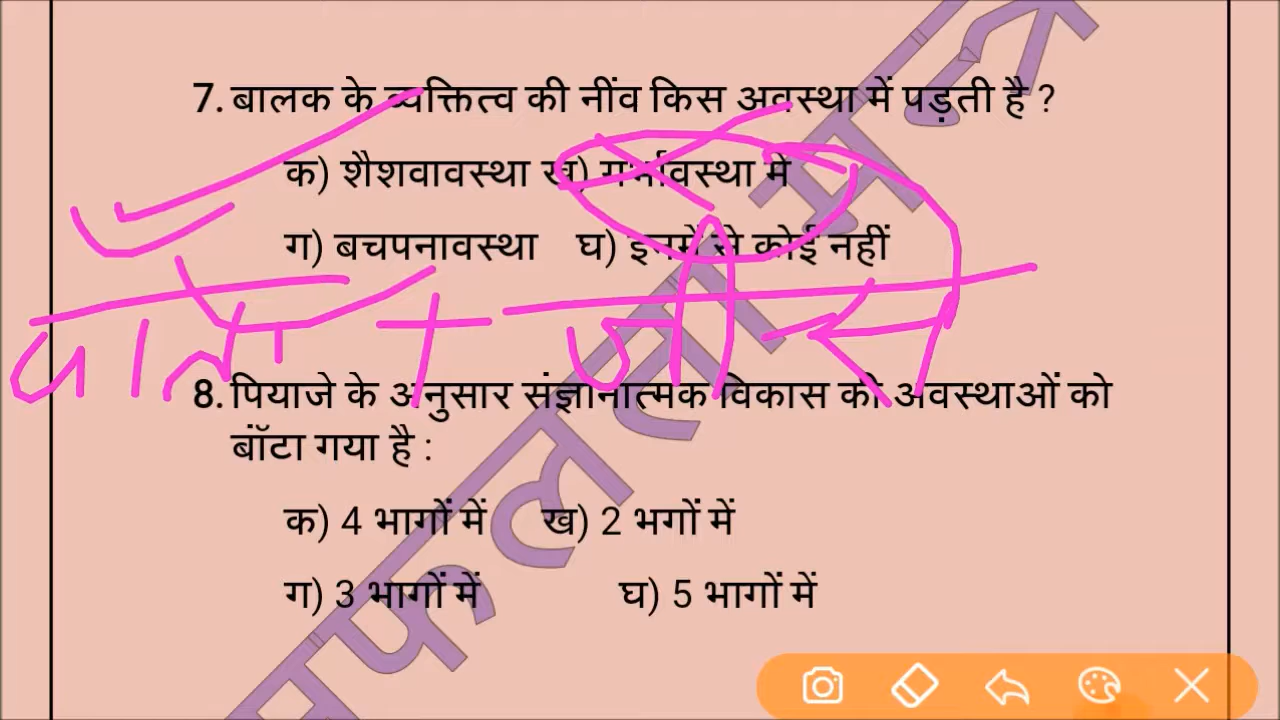 7. बालक के व्यक्तित्व की नींव किस अवस्था में पड़ती है ?
क) शैशवावस्था ख) गर्भावस्था मे
ग) बचपनावस्था घ) इनमें से कोई नहीं
8. पियाजे के अनुसार संज्ञानात्मक विकास की अवस्थाओं को
बॉटा गया है :
क) 4 भागों में ख) 2 भगों में
ग) 3 भागों में घ) 5 भागों में